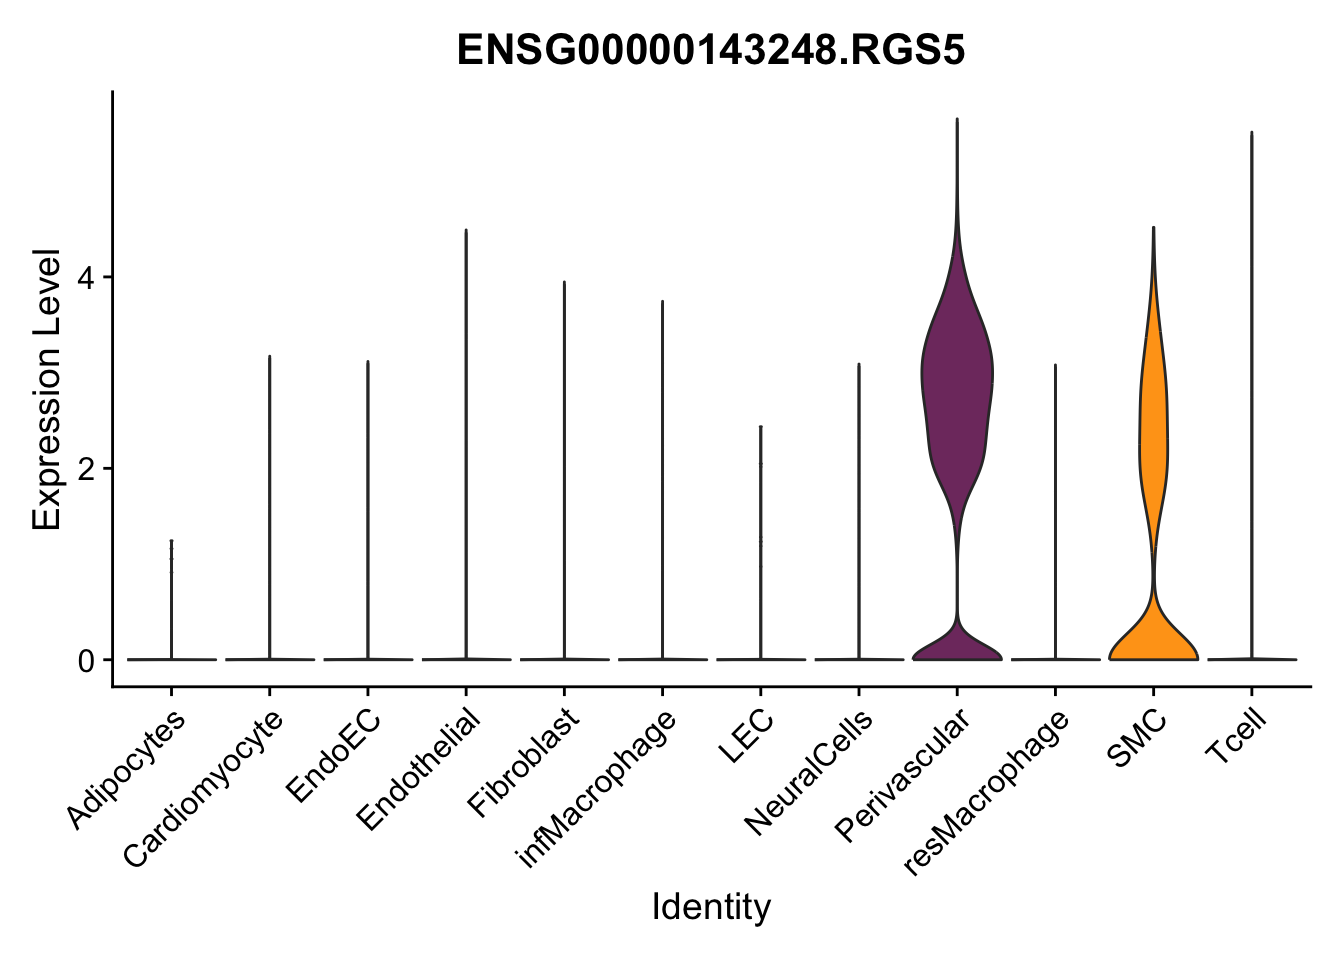 ENSG00000143248.RGS5
Expression Level
4
2
0
Adipocytes
Cardiomyocyte
EndoEC
Endothelial
Fibroblast
infMacrophage
LEC
NeuralCells
Perivascular
resMacrophage
SMC
Tcell
Identity